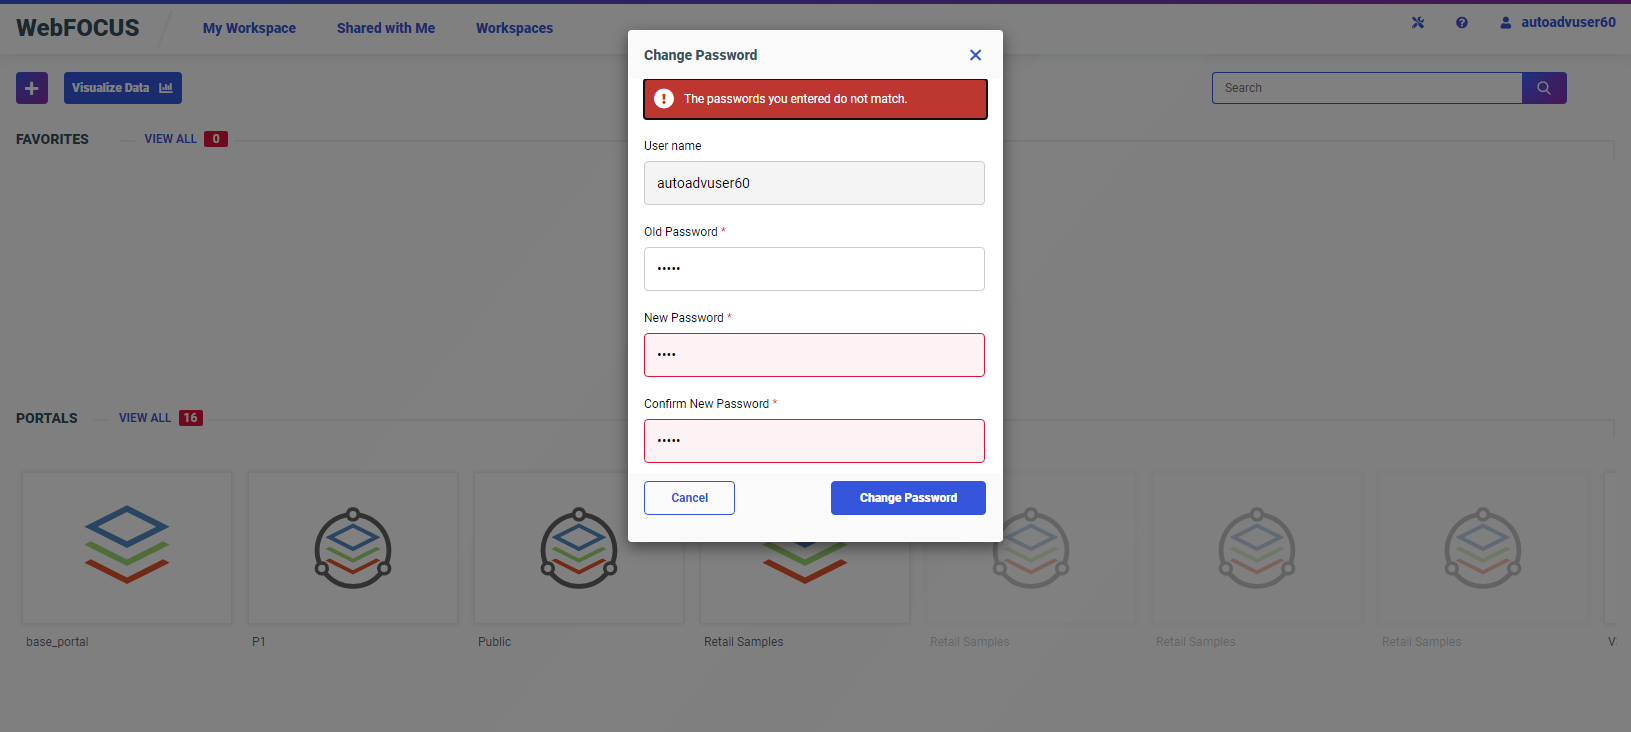 WebFOCUS
My Workspace
Shared with Me
Workspaces
autoadvuser60
Visualize Data
Search
FAVORITES
VIEW ALL 0
Change Password
The passwords you entered do not match.
User name
autoadvuser60
Old Password *
•••••
New Password *
••••
Confirm New Password *
•••••
Cancel
Change Password
PORTALS
VIEW ALL 16
base_portal
P1
Public
Retail Samples
Retail Samples
Retail Samples
Retail Samples